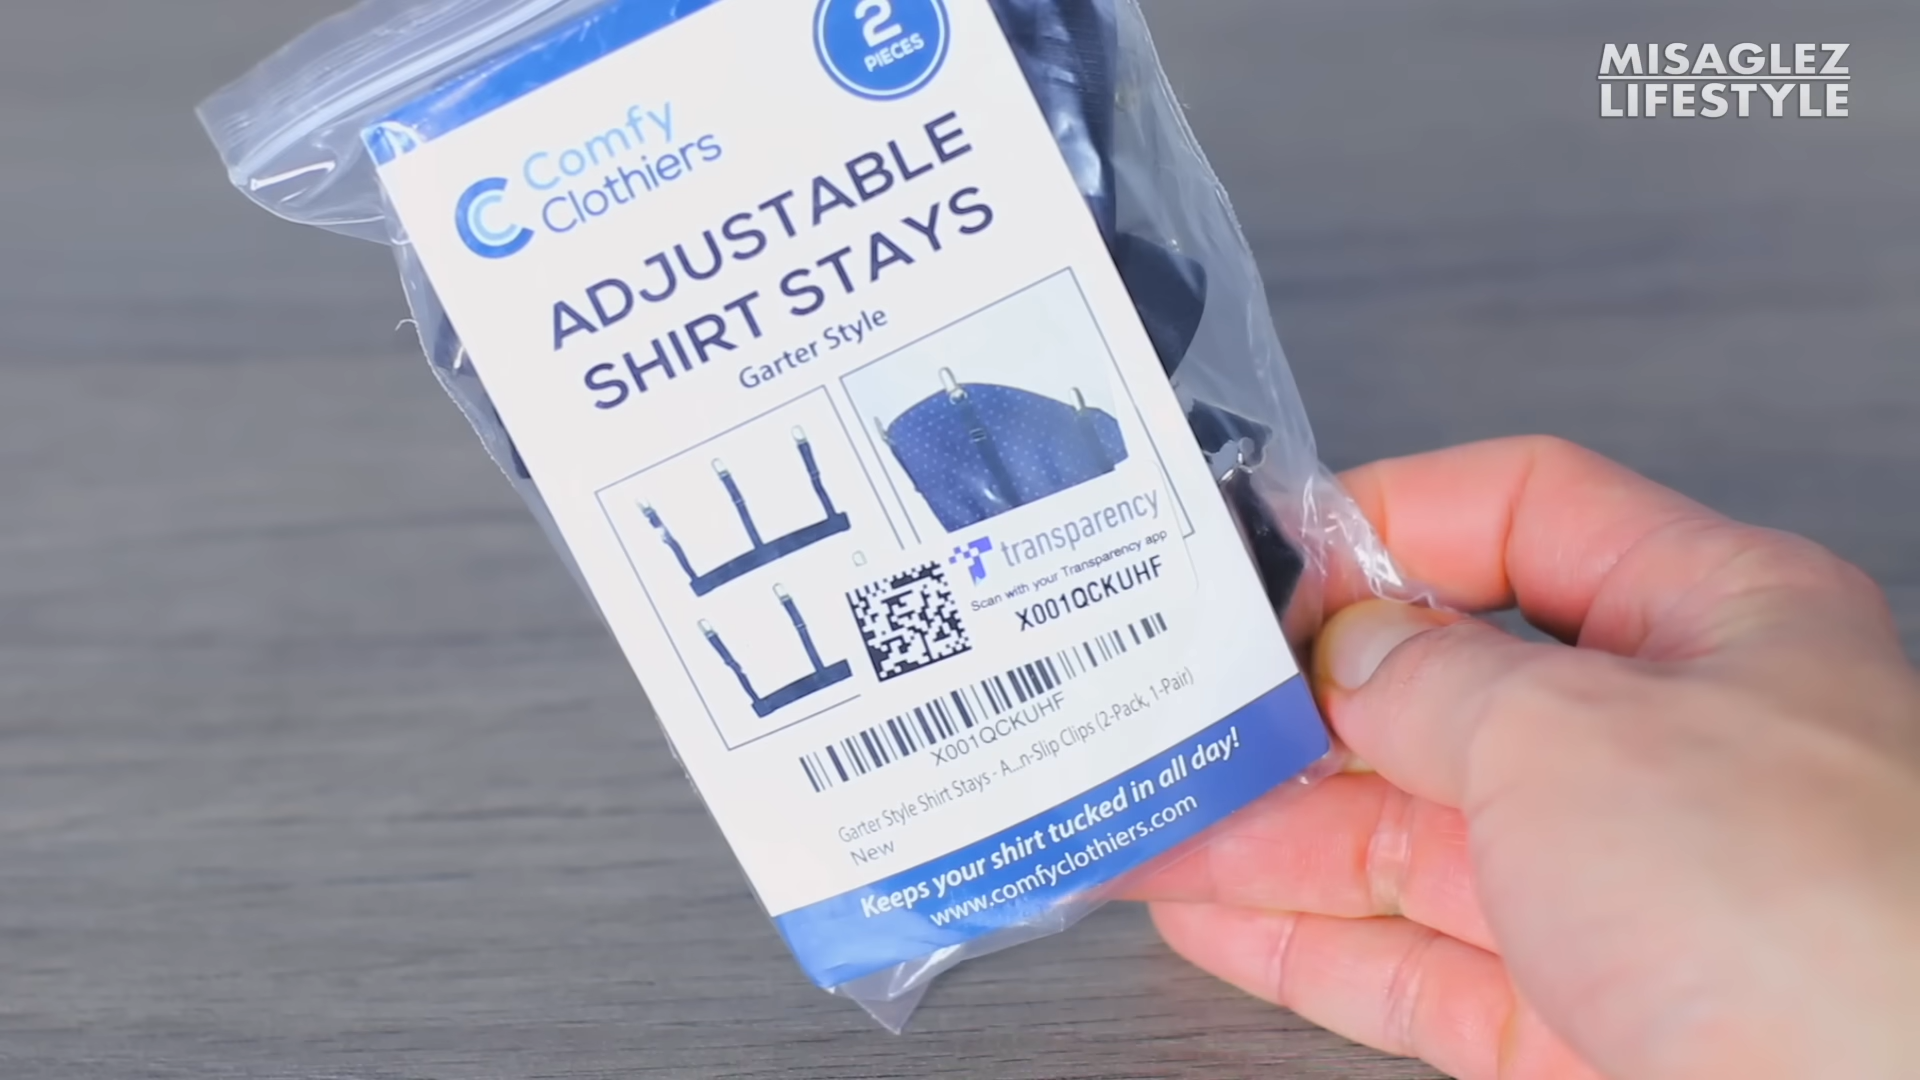 MISAGLEZ
LIFESTYLE
2
PIECES
Comfy
Clothiers
ADJUSTABLE
SHIRT STAYS
Garter Style
transparency
Scan with your Transparency app
X001QCKUHF
X001QCKUHF
Garter Style Shirt Stays - A...n-Slip Clips (2-Pack, 1-Pair)
New
Keeps your shirt tucked in all day!
www.comfyclothiers.com